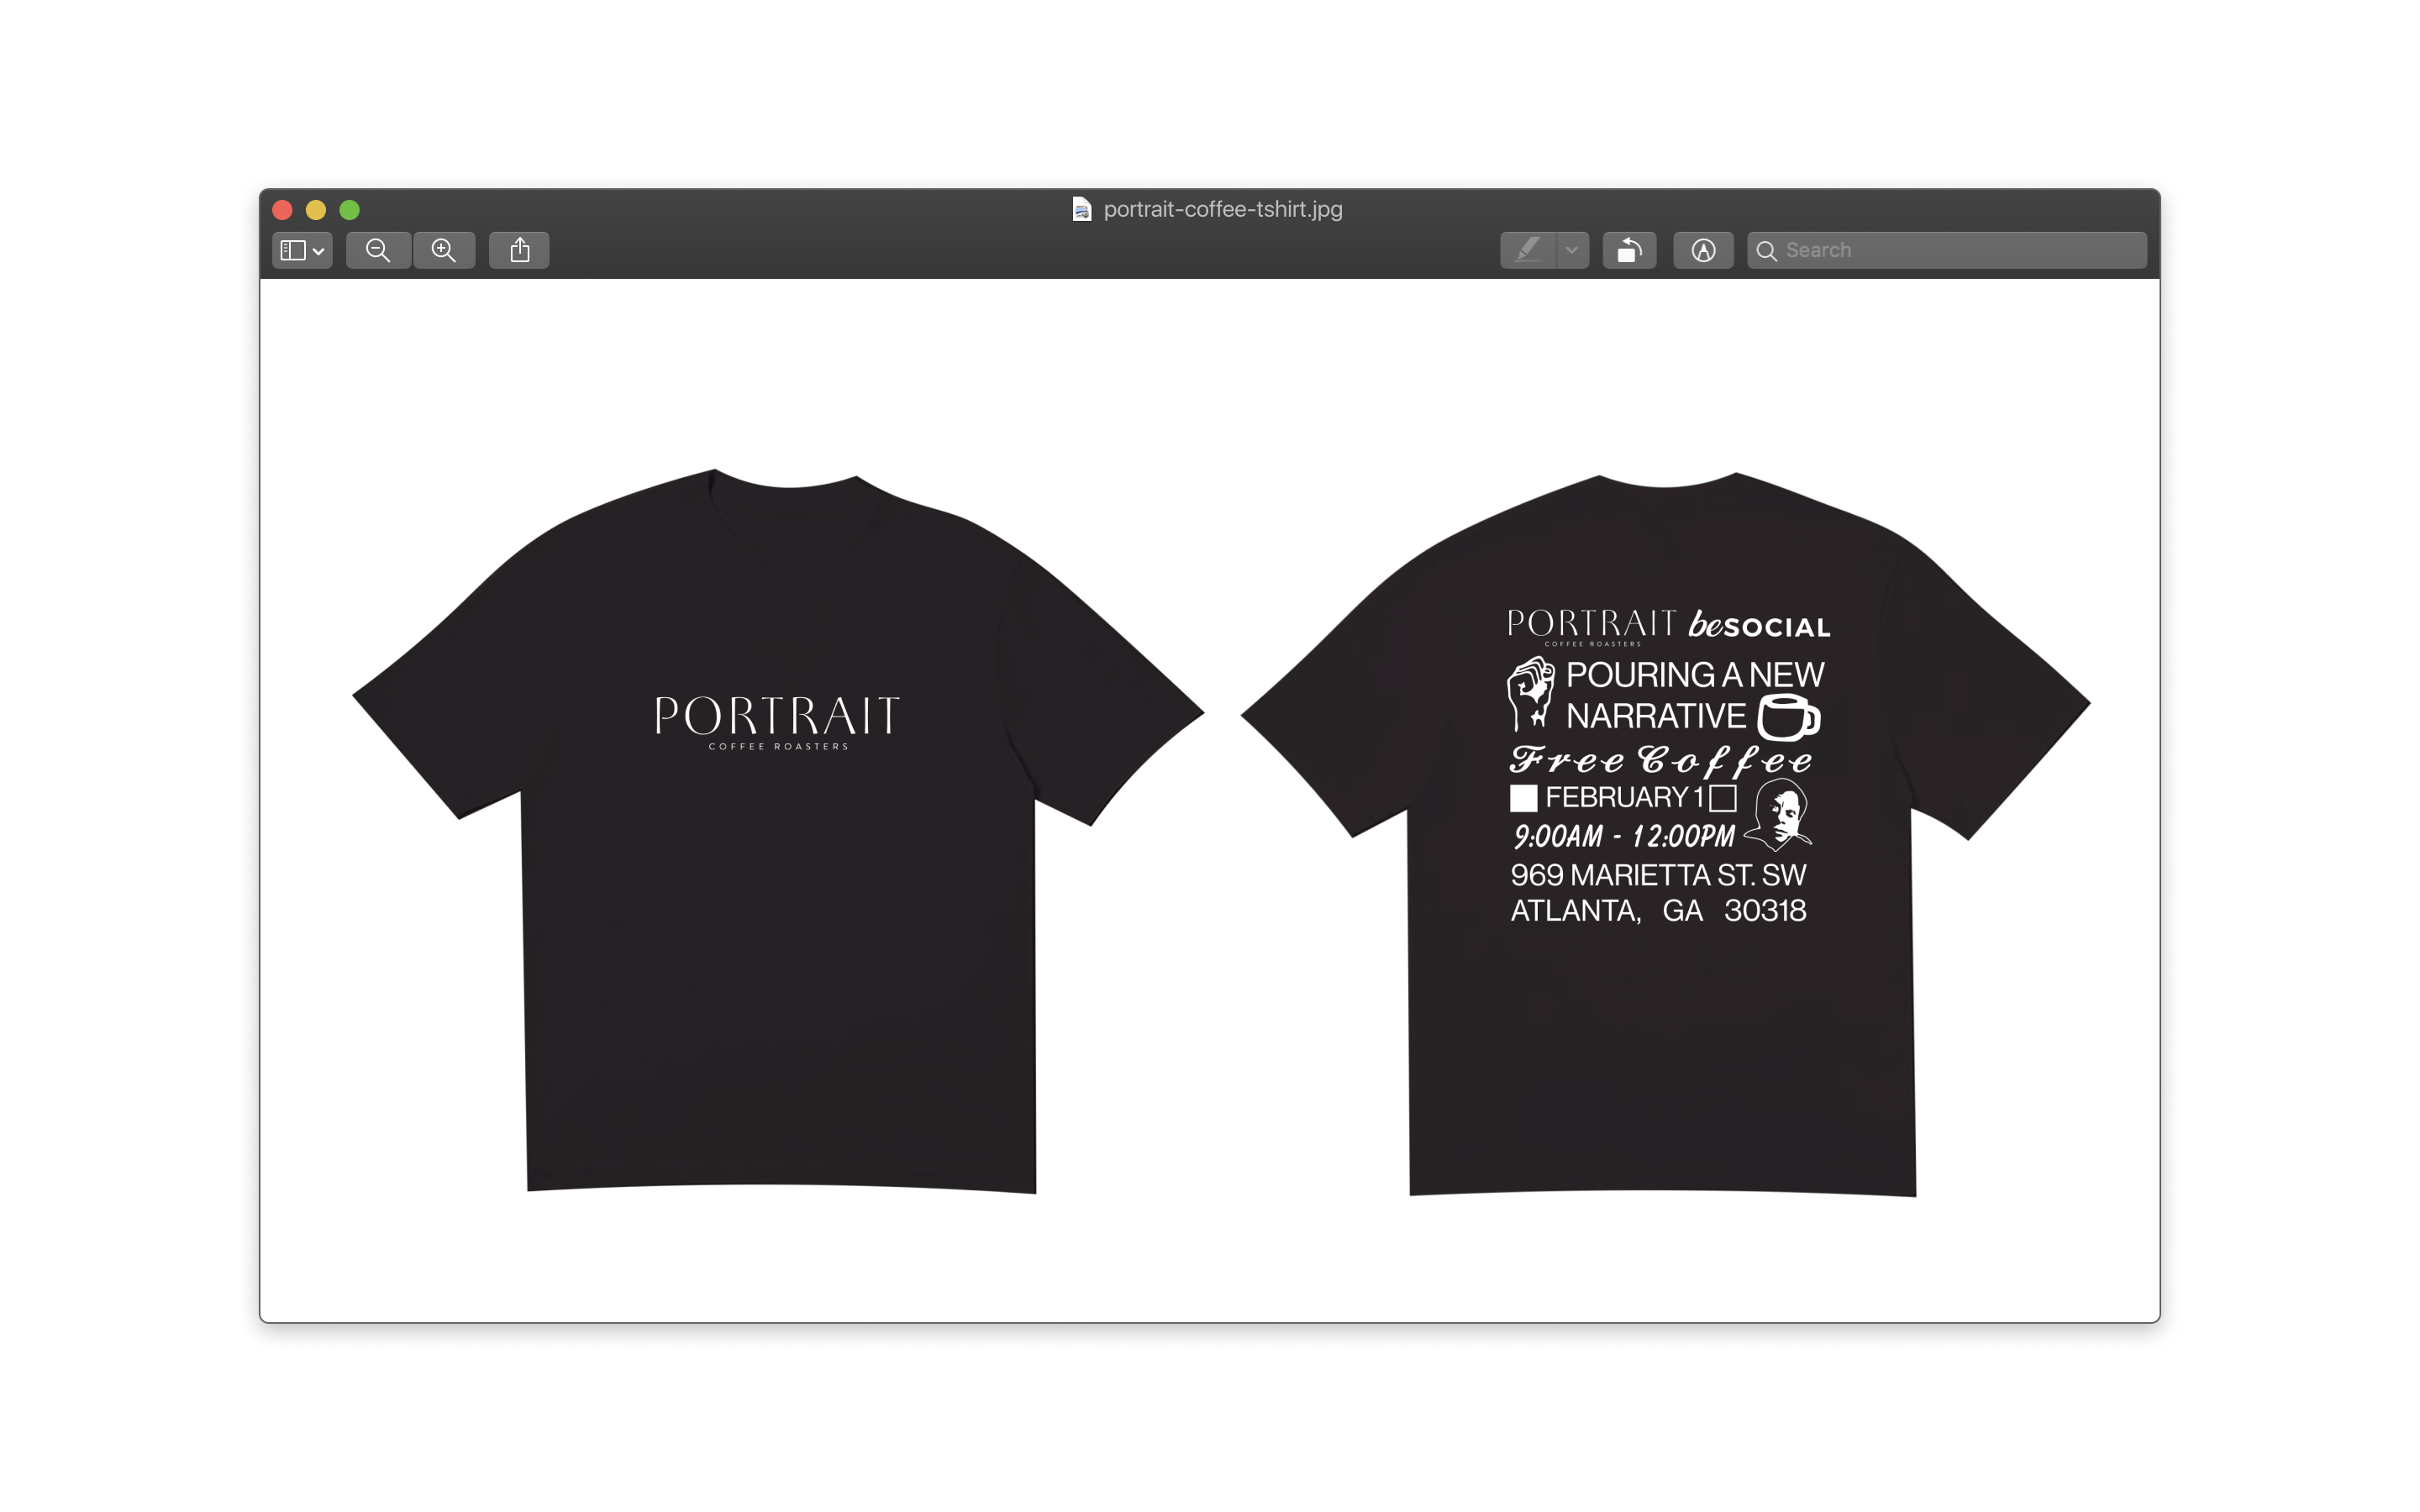 portrait-coffee-tshirt.jpg
Search
PORTRAIT
COFFEE ROASTERS
PORTRAIT beSOCIAL
COFFEE ROASTERS
POURING A NEW
NARRATIVE
Free Coffee
FEBRUARY 1
9:00AM - 12:00PM
969 MARIETTA ST. SW
ATLANTA, GA 30318